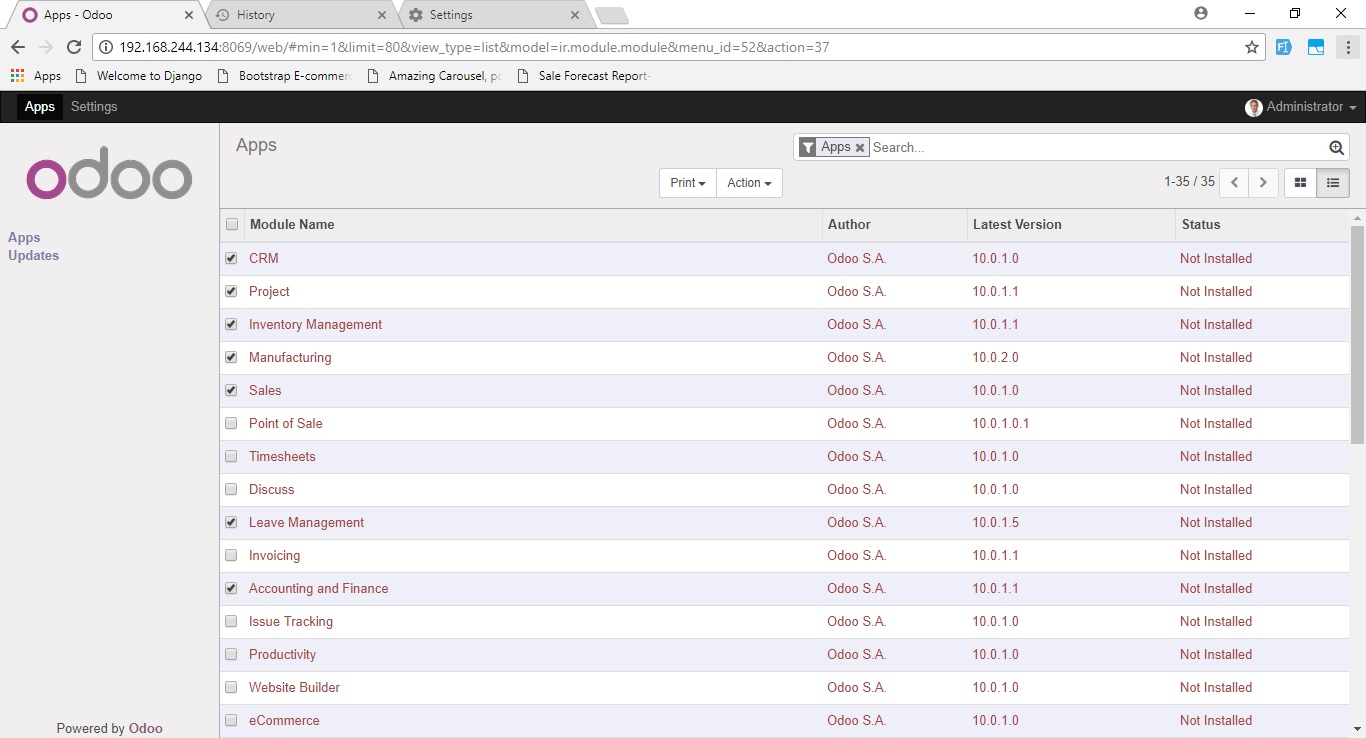 Apps - Odoo
History
Settings
192.168.244.134:8069/web/#min=1&limit=80&view_type=list&model=ir.module.module&menu_id=52&action=37
Apps Welcome to Django Bootstrap E-commerc Amazing Carousel, po Sale Forecast Report-
Apps Settings Administrator
odoo
Apps
Updates
Powered by Odoo
Apps
Apps Search...
Print Action 1-35 / 35
Module Name Author Latest Version Status
CRM Odoo S.A. 10.0.1.0 Not Installed
Project Odoo S.A. 10.0.1.1 Not Installed
Inventory Management Odoo S.A. 10.0.1.1 Not Installed
Manufacturing Odoo S.A. 10.0.2.0 Not Installed
Sales Odoo S.A. 10.0.1.0 Not Installed
Point of Sale Odoo S.A. 10.0.1.0.1 Not Installed
Timesheets Odoo S.A. 10.0.1.0 Not Installed
Discuss Odoo S.A. 10.0.1.0 Not Installed
Leave Management Odoo S.A. 10.0.1.5 Not Installed
Invoicing Odoo S.A. 10.0.1.1 Not Installed
Accounting and Finance Odoo S.A. 10.0.1.1 Not Installed
Issue Tracking Odoo S.A. 10.0.1.0 Not Installed
Productivity Odoo S.A. 10.0.1.0 Not Installed
Website Builder Odoo S.A. 10.0.1.0 Not Installed
eCommerce Odoo S.A. 10.0.1.0 Not Installed